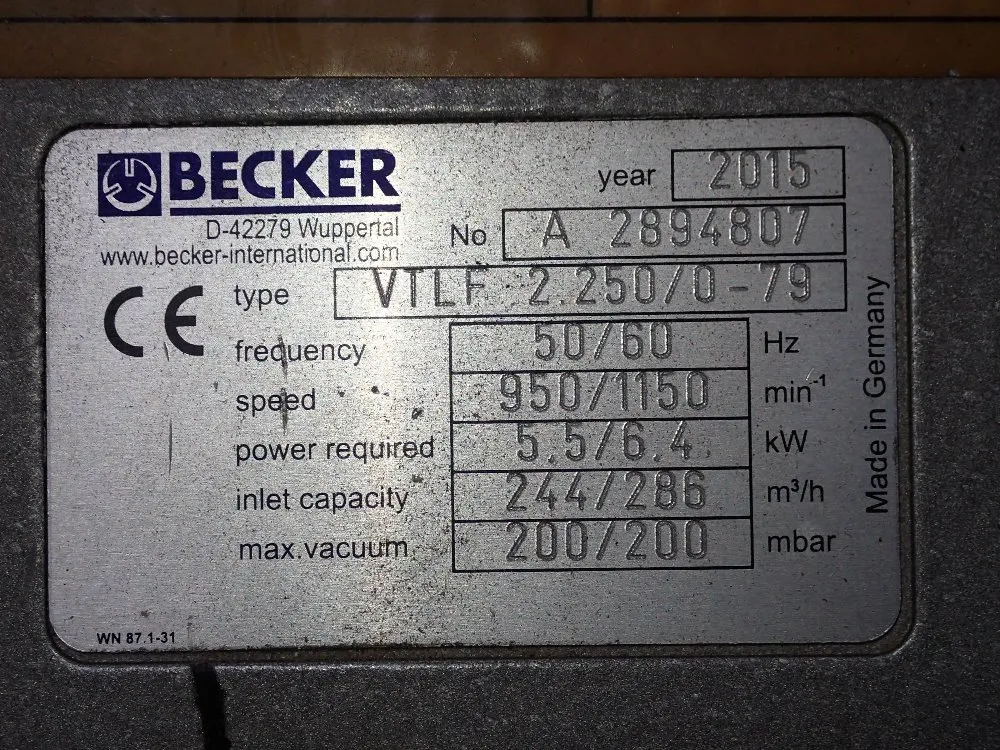 BECKER
D-42279 Wuppertal
www.becker-international.com
year 2015
No A 2894807
CE type VTLF 2.250/0-79
frequency 50/60 Hz
speed 950/1150 min⁻¹
power required 5.5/6.4 kW
inlet capacity 244/286 m³/h
max.vacuum 200/200 mbar
Made in Germany
WN 87.1-31